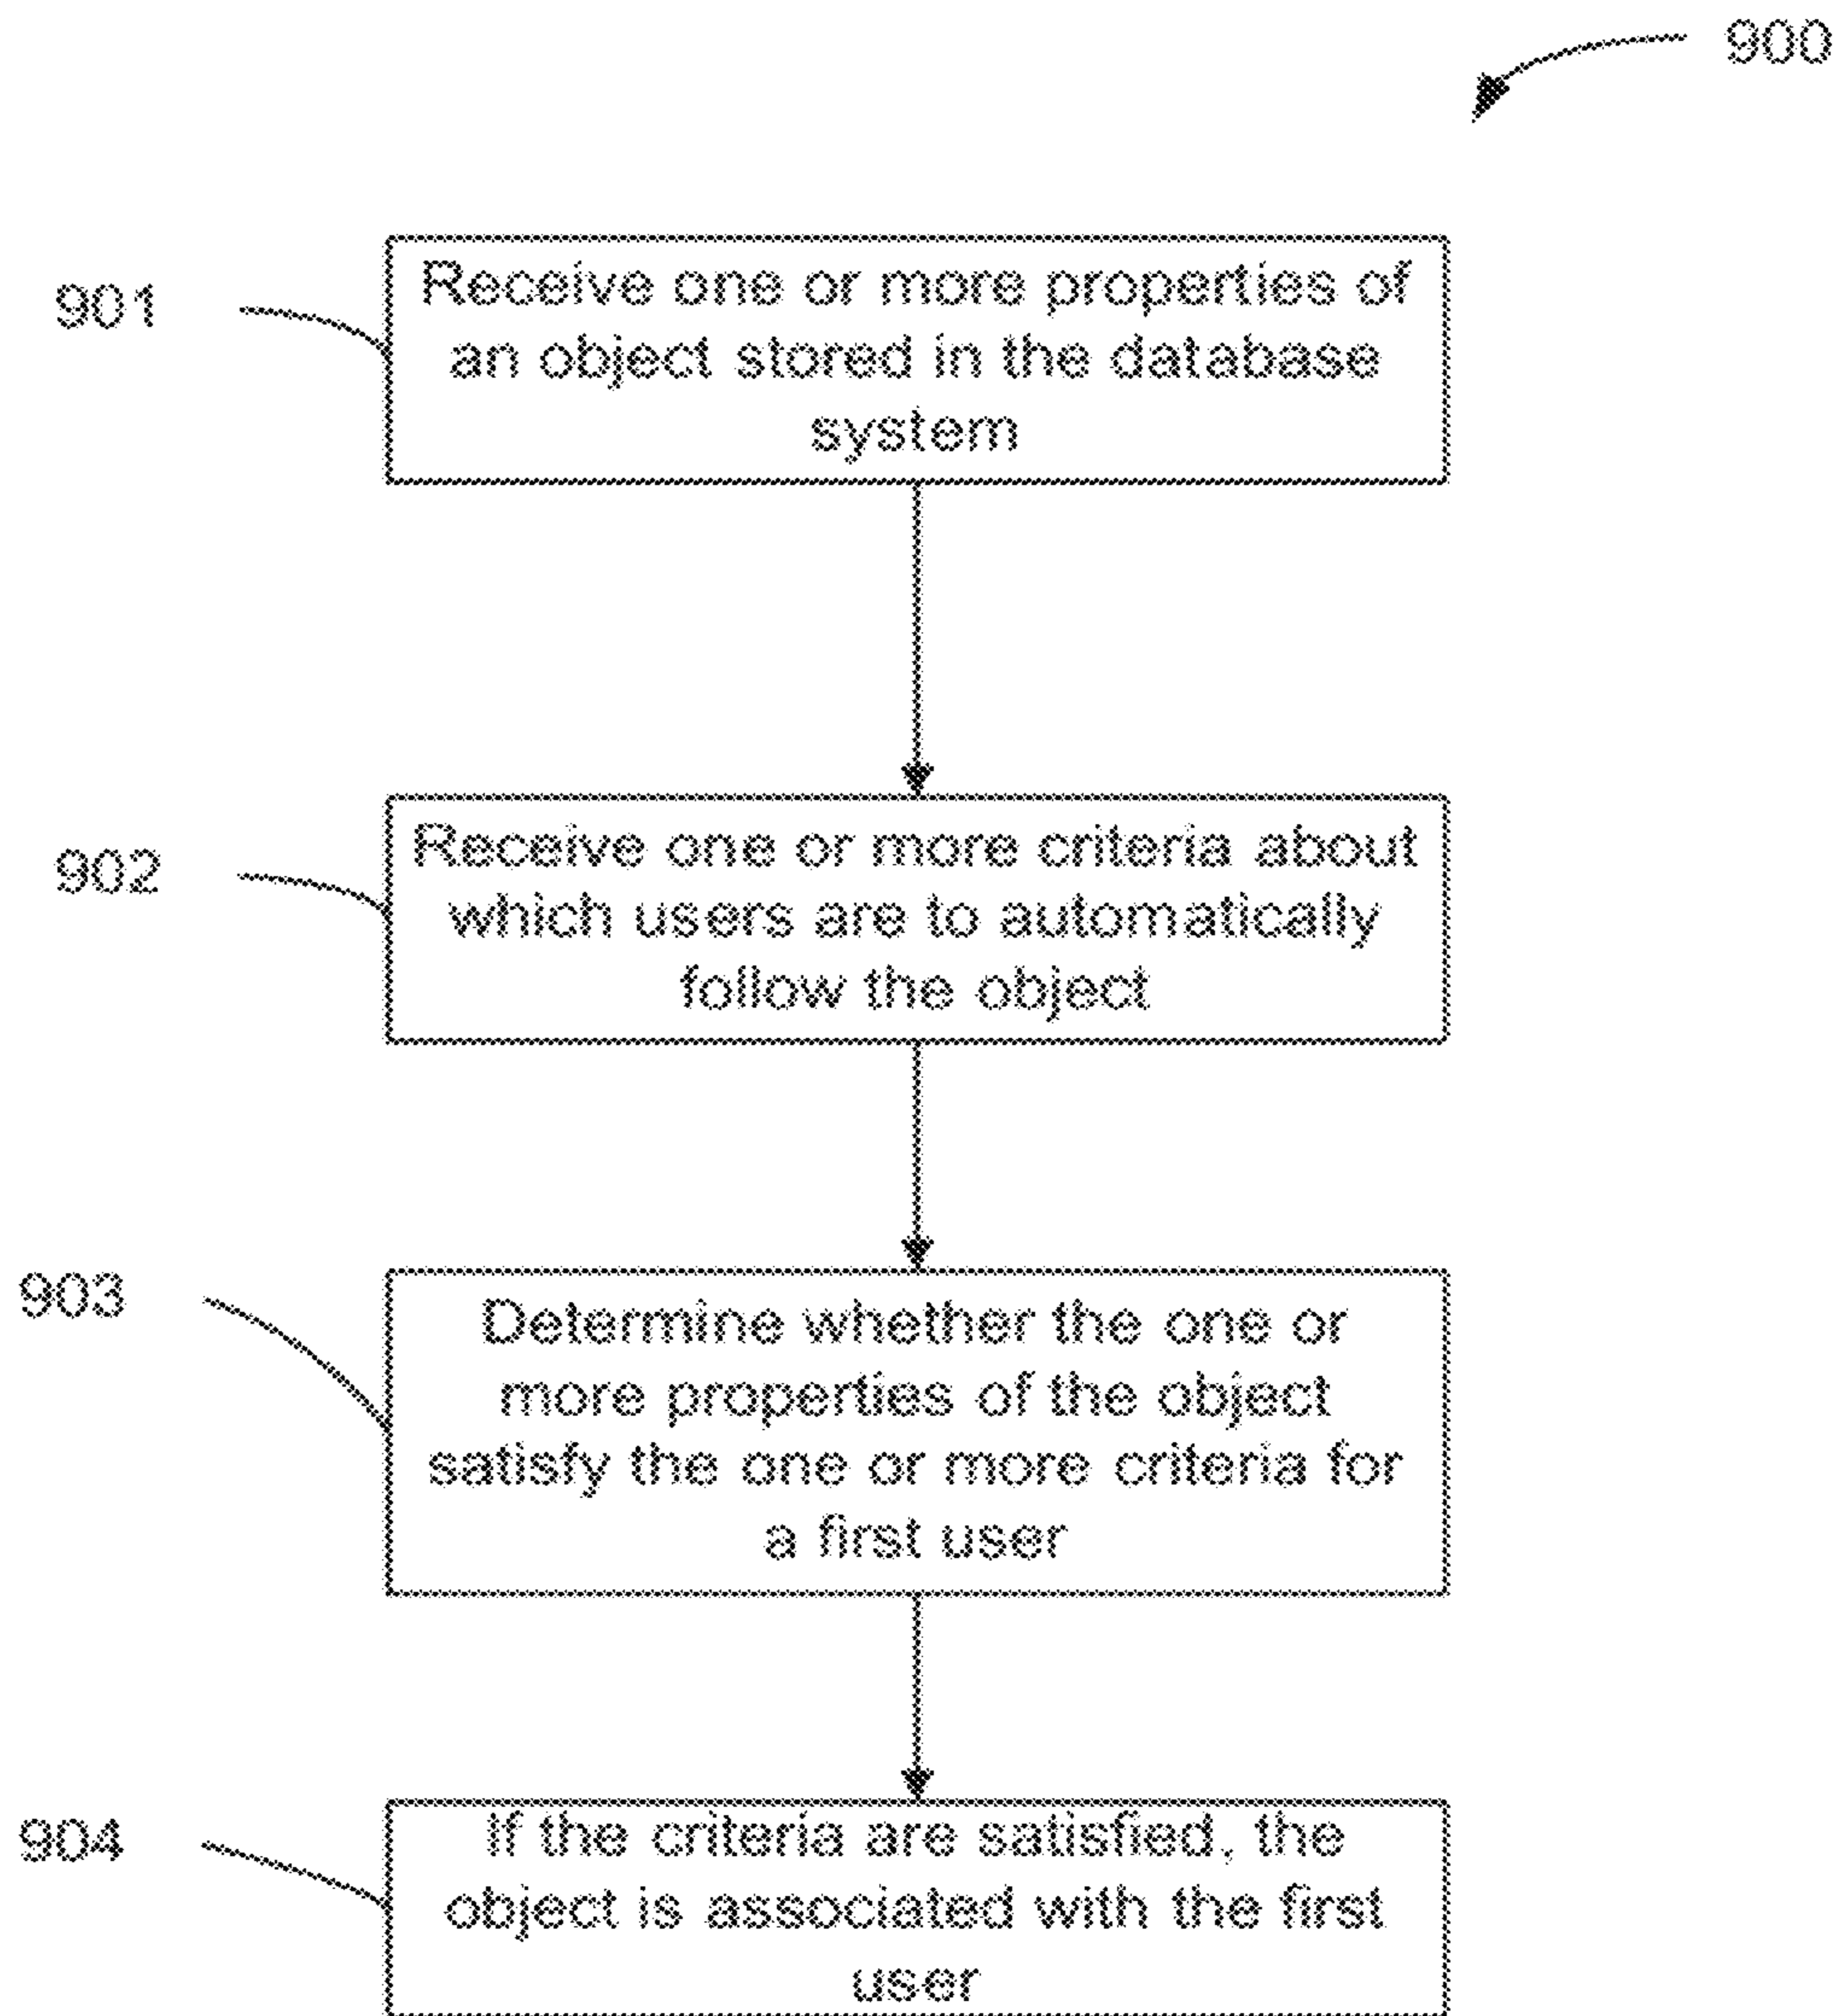 900
901
Receive one or more properties of
an object stored in the database
system
902
Receive one or more criteria about
which users are to automatically
follow the object
903
Determine whether the one or
more properties of the object
satisfy the one or more criteria for
a first user
904
If the criteria are satisfied, the
object is associated with the first
user